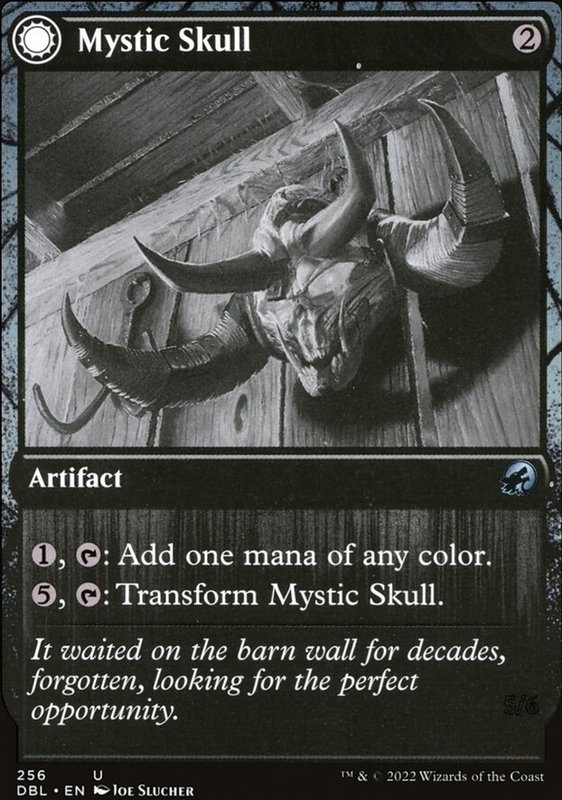 Mystic Skull 2
Artifact
1, : Add one mana of any color.
5, : Transform Mystic Skull.
It waited on the barn wall for decades,
forgotten, looking for the perfect
opportunity.
5/6
256 U
DBL • EN Joe Slucher
™ & © 2022 Wizards of the Coast